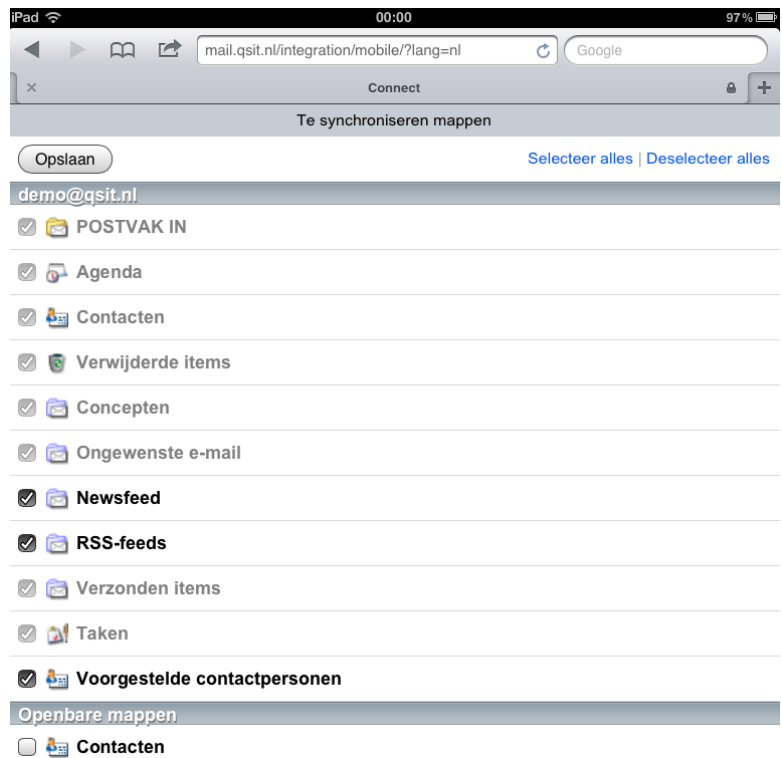 iPad 00:00 97%
mail.qsit.nl/integration/mobile/?lang=nl Google
Connect
Te synchroniseren mappen
Opslaan Selecteer alles | Deselecteer alles
demo@qsit.nl
POSTVAK IN
Agenda
Contacten
Verwijderde items
Concepten
Ongewenste e-mail
Newsfeed
RSS-feeds
Verzonden items
Taken
Voorgestelde contactpersonen
Openbare mappen
Contacten